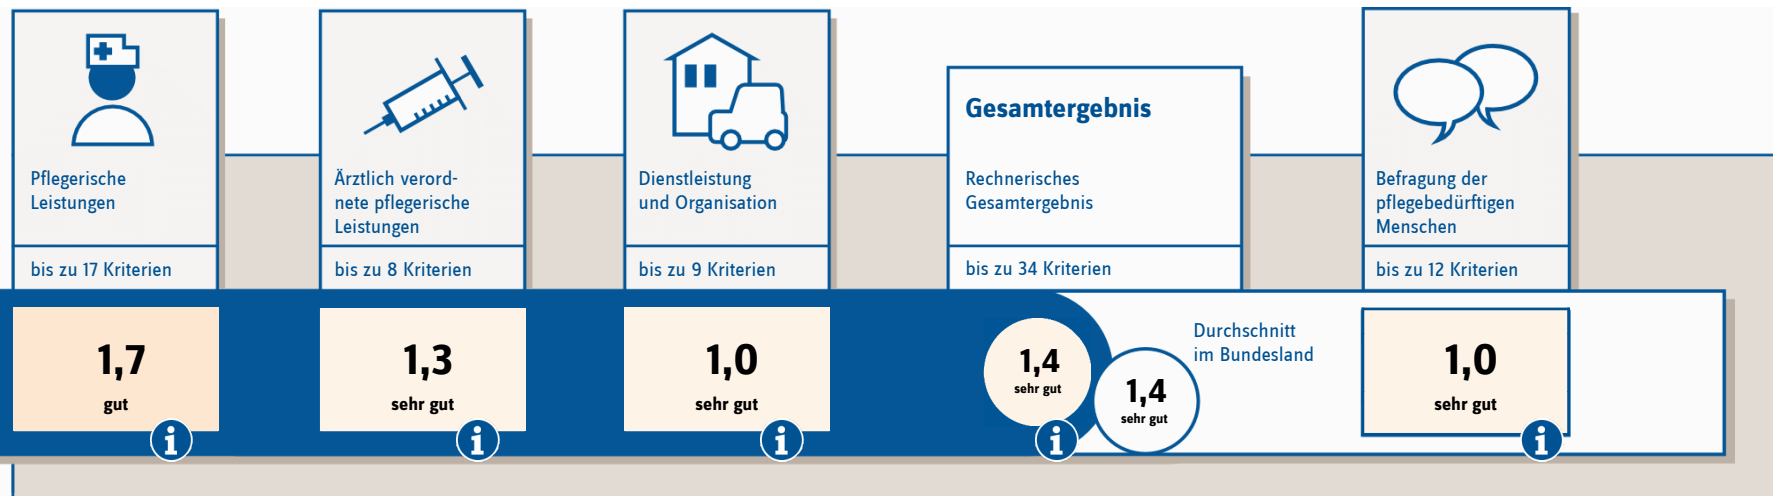 Pflegerische
Leistungen
bis zu 17 Kriterien
1,7
gut
Ärztlich verord-
nete pflegerische
Leistungen
bis zu 8 Kriterien
1,3
sehr gut
Dienstleistung
und Organisation
bis zu 9 Kriterien
1,0
sehr gut
Gesamtergebnis
Rechnerisches
Gesamtergebnis
bis zu 34 Kriterien
1,4
sehr gut
Durchschnitt
im Bundesland
1,4
sehr gut
Befragung der
pflegebedürftigen
Menschen
bis zu 12 Kriterien
1,0
sehr gut